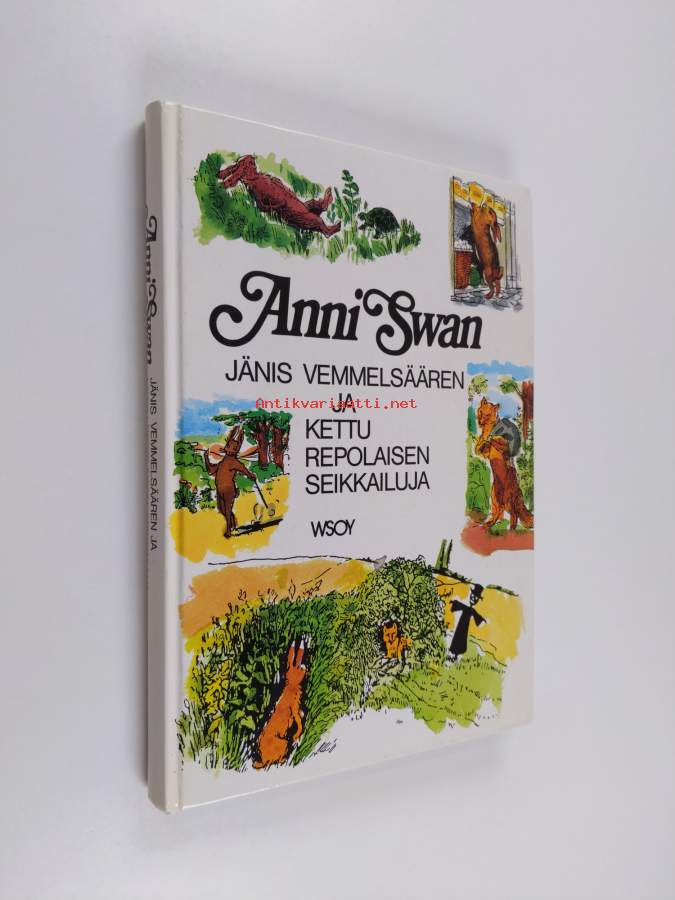 Anni Swan
JÄNIS VEMMELSÄÄREN
JA
Antikvariaatti.net
KETTU
REPOLAISEN
SEIKKAILUJA
WSOY
Anni Swan
JÄNIS VEMMELSÄÄREN JA